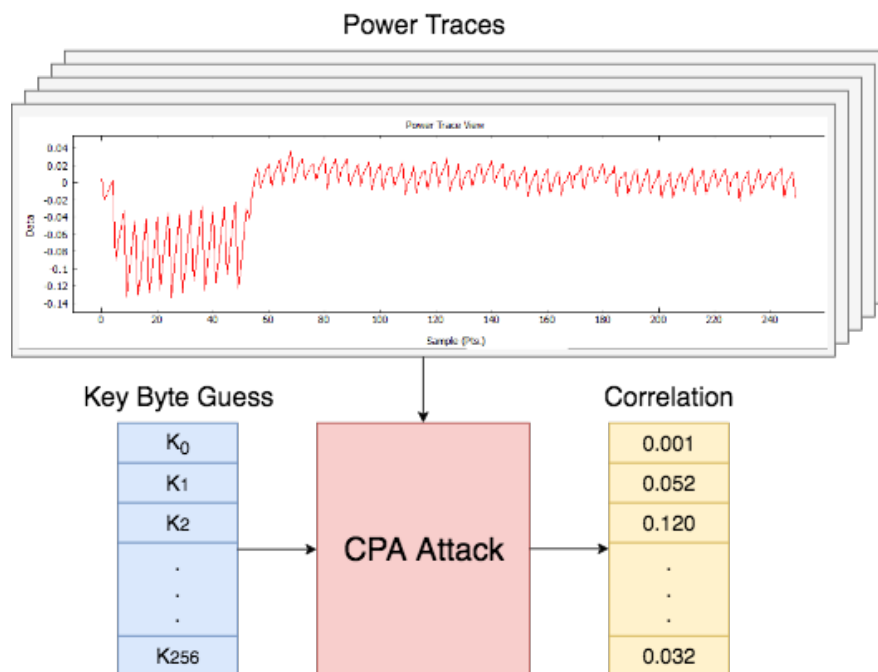 Power Traces
Power Trace View
0.04
0.02
0
-0.02
-0.04
-0.06
-0.08
-0.1
-0.12
-0.14
Data
0 20 40 60 80 100 120 140 160 180 200 220 240
Sample (Pts.)
Key Byte Guess
Correlation
K0
K1
K2
.
.
.
K256
CPA Attack
0.001
0.052
0.120
.
.
.
0.032